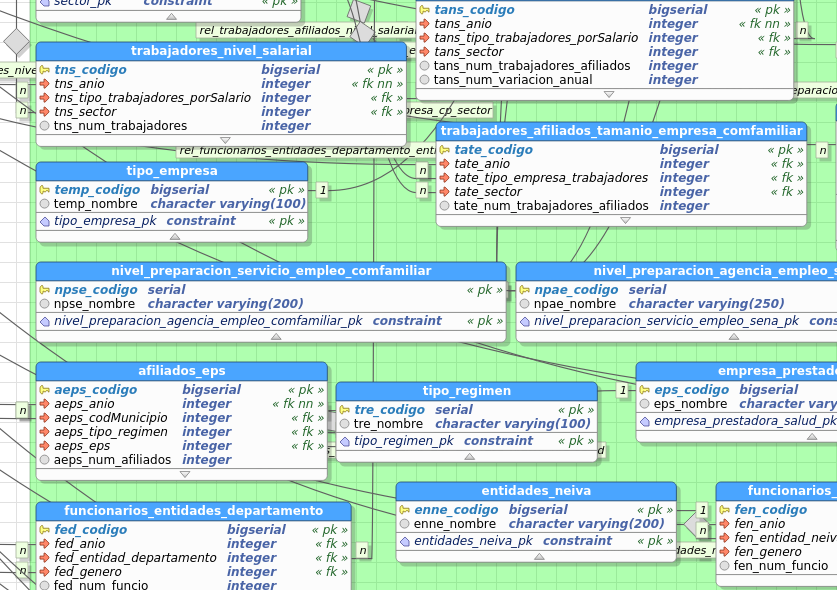 sector_pk constraint « pk »
rel_trabajadores_afiliados_n
salarial
tans_codigo bigserial « pk »
tans_anio integer « fk nn »
tans_tipo_trabajadores_porSalario integer « fk »
tans_sector integer « fk »
tans_num_trabajadores_afiliados integer
tans_num_variacion_anual integer
n
trabajadores_nivel_salarial
tns_codigo bigserial « pk »
tns_anio integer « fk nn »
tns_tipo_trabajadores_porSalario integer « fk »
tns_sector integer « fk »
tns_num_trabajadores integer
es_nive
n
n
presa_cp_sector
eparacio
rel_funcionarios_entidades_departamento_enti
trabajadores_afiliados_tamanio_empresa_comfamiliar
tate_codigo bigserial « pk »
tate_anio integer « fk »
tate_tipo_empresa_trabajadores integer « fk »
tate_sector integer « fk »
tate_num_trabajadores_afiliados integer
n
n
n
tipo_empresa
temp_codigo bigserial « pk »
temp_nombre character varying(100)
tipo_empresa_pk constraint « pk »
1
nivel_preparacion_servicio_empleo_comfamiliar
npse_codigo serial « pk »
npse_nombre character varying(200)
nivel_preparacion_agencia_empleo_comfamiliar_pk constraint « pk »
nivel_preparacion_agencia_empleo_s
npae_codigo serial
npae_nombre character varying(250)
nivel_preparacion_servicio_empleo_sena_pk cons
afiliados_eps
aeps_codigo bigserial « pk »
aeps_anio integer « fk nn »
aeps_codMunicipio integer « fk »
aeps_tipo_regimen integer « fk »
aeps_eps integer « fk »
aeps_num_afiliados integer
n
tipo_regimen
tre_codigo serial « pk »
tre_nombre character varying(100)
tipo_regimen_pk constraint « pk »
1
d
empresa_prestado
eps_codigo bigserial
eps_nombre character vary
empresa_prestadora_salud_pk
funcionarios_entidades_departamento
fed_codigo bigserial « pk »
fed_anio integer « fk »
fed_entidad_departamento integer « fk »
fed_genero integer « fk »
fed_num_funcio integer
n
n
n
entidades_neiva
enne_codigo bigserial « pk »
enne_nombre character varying(200)
entidades_neiva_pk constraint « pk »
1
n
dades_n
funcionarios_
fen_codigo
fen_anio
fen_entidad_neiv
fen_genero
fen_num_funcio